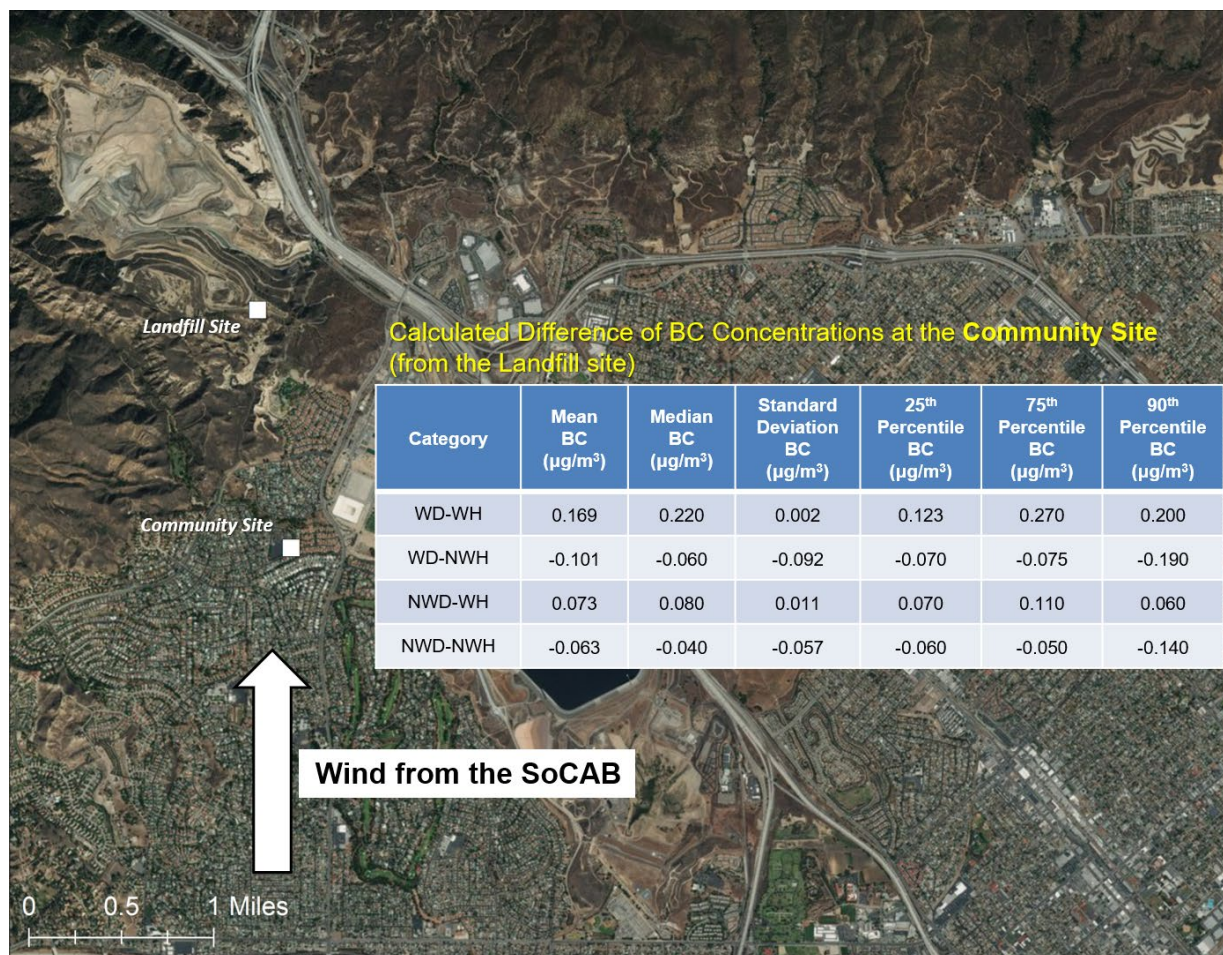 Landfill Site
Calculated Difference of BC Concentrations at the Community Site
(from the Landfill site)
Category Mean BC (µg/m³) Median BC (µg/m³) Standard Deviation BC (µg/m³) 25th Percentile BC (µg/m³) 75th Percentile BC (µg/m³) 90th Percentile BC (µg/m³)
WD-WH 0.169 0.220 0.002 0.123 0.270 0.200
WD-NWH -0.101 -0.060 -0.092 -0.070 -0.075 -0.190
NWD-WH 0.073 0.080 0.011 0.070 0.110 0.060
NWD-NWH -0.063 -0.040 -0.057 -0.060 -0.050 -0.140
Community Site
Wind from the SoCAB
0 0.5 1 Miles